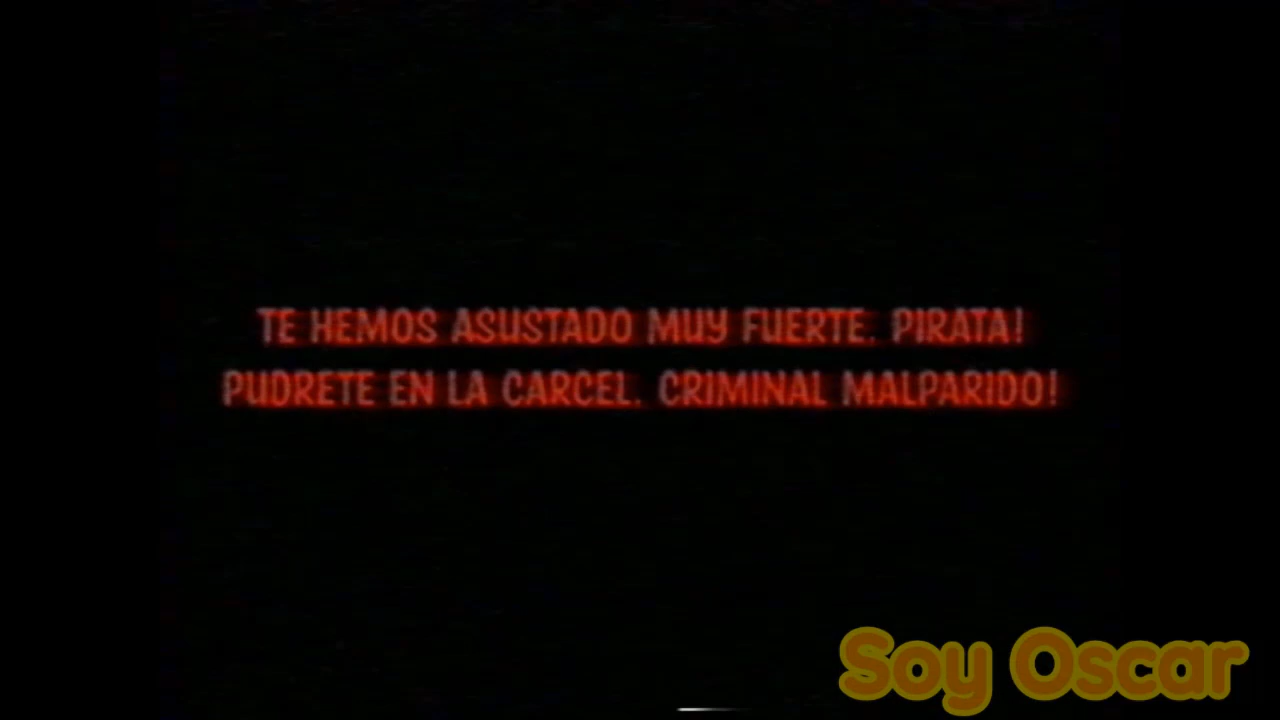 TE HEMOS ASUSTADO MUY FUERTE, PIRATA!
PUDRETE EN LA CARCEL, CRIMINAL MALPARIDO!
Soy Oscar